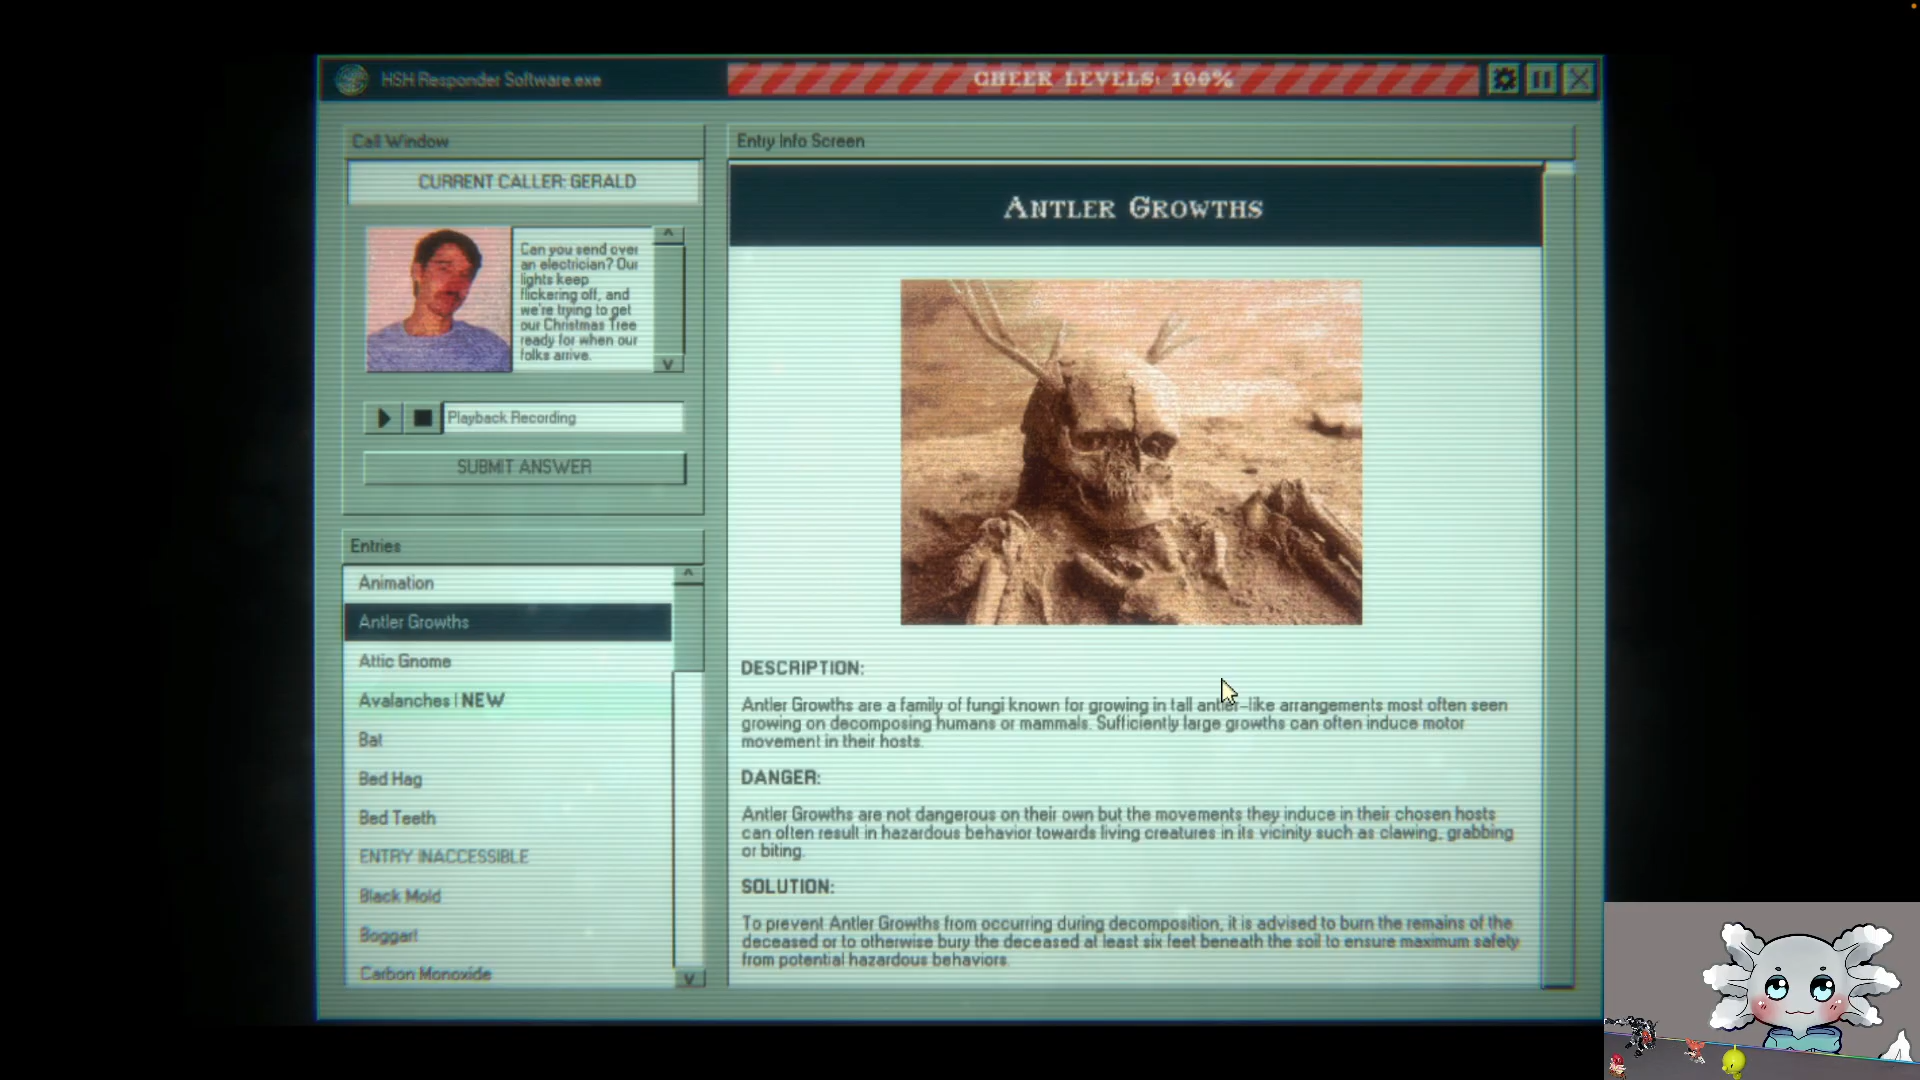 HSH Responder Software.exe
CHEER LEVELS: 100%
Call Window
CURRENT CALLER: GERALD
Can you send over
an electrician? Our
lights keep
flickering off, and
we're trying to get
our Christmas Tree
ready for when our
folks arrive.
Playback Recording
SUBMIT ANSWER
Entries
Animation
Antler Growths
Attic Gnome
Avalanches | NEW
Bat
Bed Hag
Bed Teeth
ENTRY INACCESSIBLE
Black Mold
Boggart
Carbon Monoxide
Entry Info Screen
ANTLER GROWTHS
DESCRIPTION:
Antler Growths are a family of fungi known for growing in tall antler-like arrangements most often seen
growing on decomposing humans or mammals. Sufficiently large growths can often induce motor
movement in their hosts.
DANGER:
Antler Growths are not dangerous on their own but the movements they induce in their chosen hosts
can often result in hazardous behavior towards living creatures in its vicinity such as clawing, grabbing
or biting.
SOLUTION:
To prevent Antler Growths from occurring during decomposition, it is advised to burn the remains of the
deceased or to otherwise bury the deceased at least six feet beneath the soil to ensure maximum safety
from potential hazardous behaviors.